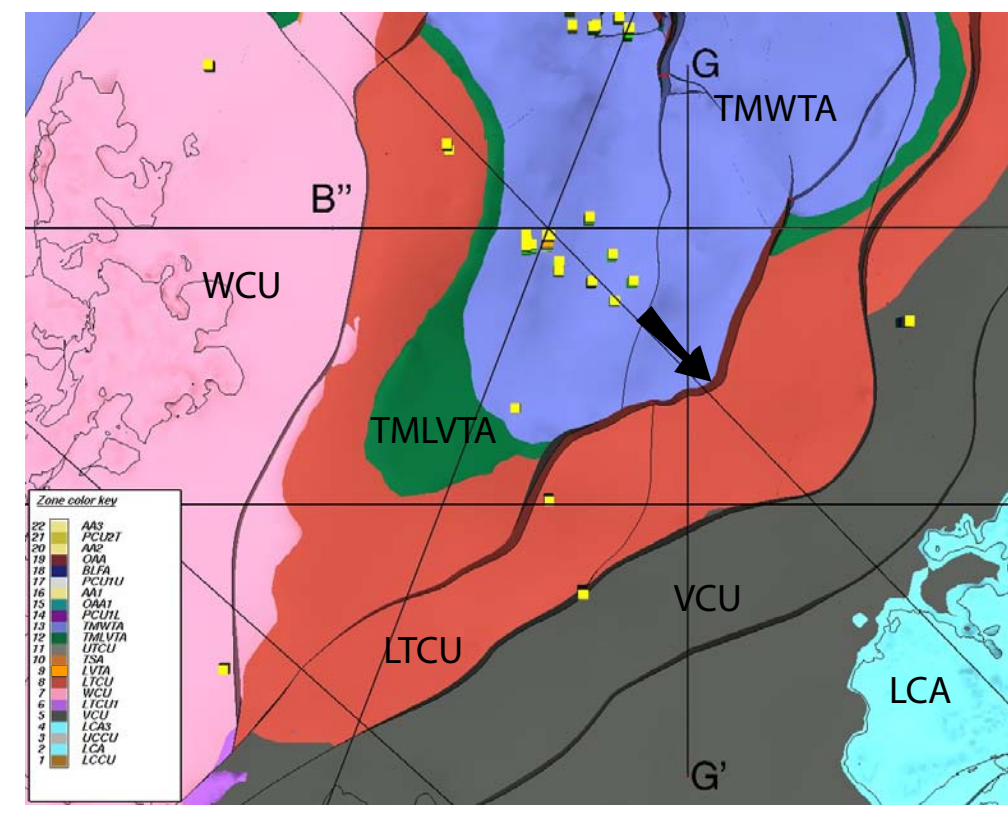 G
TMWTA
B”
WCU
TMLVTA
Zone color key
22 AA3
21 PCU2T
20 AA2
19 OAA
18 BLFA
17 PCU1U
16 AA1
15 OAA1
14 PCU1L
13 TMWTA
12 TMLVTA
11 UTCU
10 TSA
9 LVTA
8 LTCU
7 WCU
6 LTCU1
5 VCU
4 LCA3
3 UCCU
2 LCA
1 LCCU
VCU
LTCU
LCA
G’